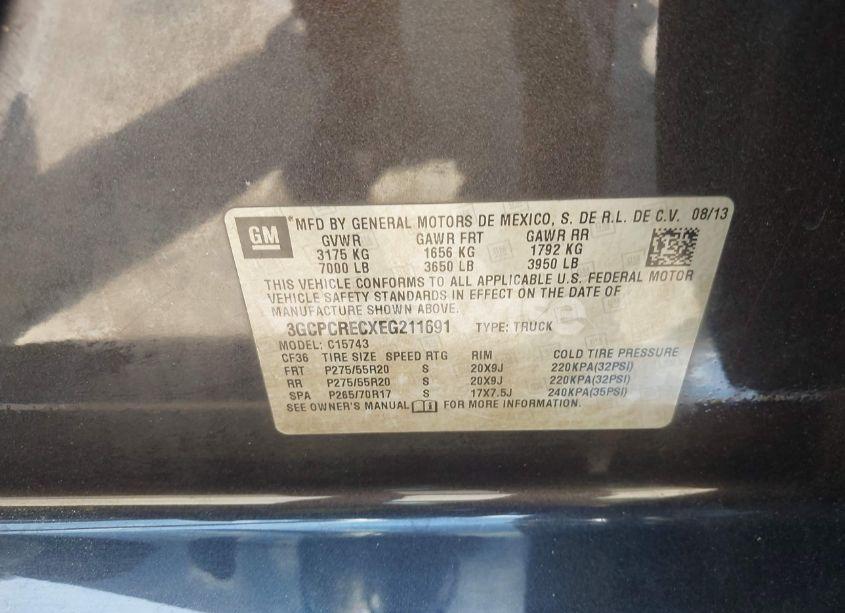 GM
*MFD BY GENERAL MOTORS DE MEXICO, S. DE R.L. DE C.V. 08/13
GVWR GAWR FRT GAWR RR
3175 KG 1656 KG 1792 KG
7000 LB 3650 LB 3950 LB
THIS VEHICLE CONFORMS TO ALL APPLICABLE U.S. FEDERAL MOTOR
VEHICLE SAFETY STANDARDS IN EFFECT ON THE DATE OF
MANUFACTURE SHOWN ABOVE.
3GCPCRECXEG211691 TYPE: TRUCK
MODEL: C15743
CF36 TIRE SIZE SPEED RTG RIM COLD TIRE PRESSURE
FRT P275/55R20 S 20X9J 220KPA(32PSI)
RR P275/55R20 S 20X9J 220KPA(32PSI)
SPA P265/70R17 S 17X7.5J 240KPA(35PSI)
SEE OWNER'S MANUAL FOR MORE INFORMATION.